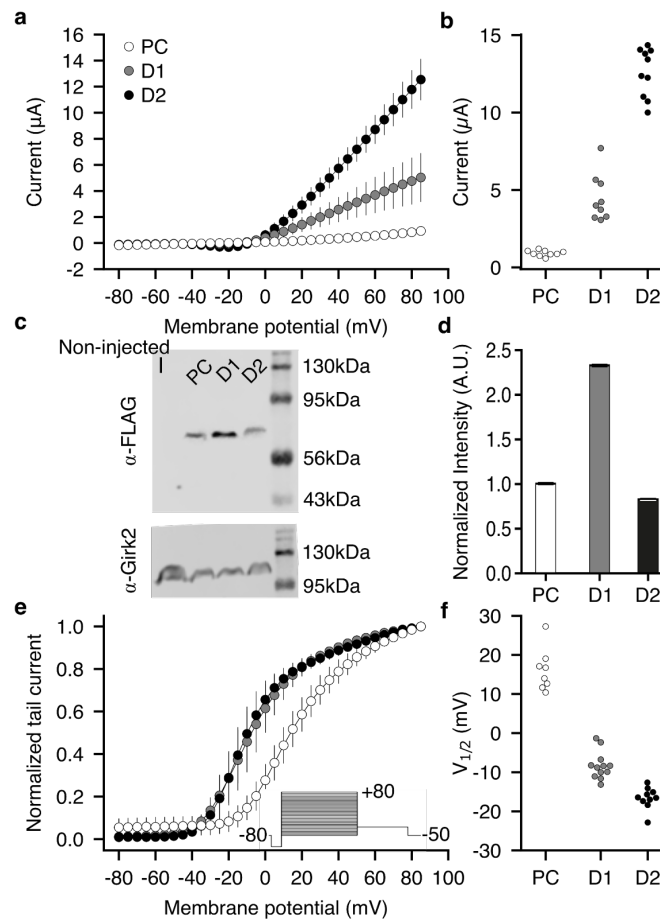 a
16
14
12
10
8
6
4
2
0
-2
Current (µA)
PC
D1
D2
-80 -60 -40 -20 0 20 40 60 80 100
Membrane potential (mV)
b
15
10
5
0
Current (µA)
PC D1 D2
c
Non-injected
PC D1 D2
α-FLAG
130kDa
95kDa
56kDa
43kDa
α-Girk2
130kDa
95kDa
d
2.5
2.0
1.5
1.0
0.5
0.0
Normalized Intensity (A.U.)
PC D1 D2
e
1.0
0.8
0.6
0.4
0.2
0.0
Normalized tail current
+80
-80
-50
-80 -60 -40 -20 0 20 40 60 80 100
Membrane potential (mV)
f
30
20
10
0
-10
-20
-30
V1/2 (mV)
PC D1 D2